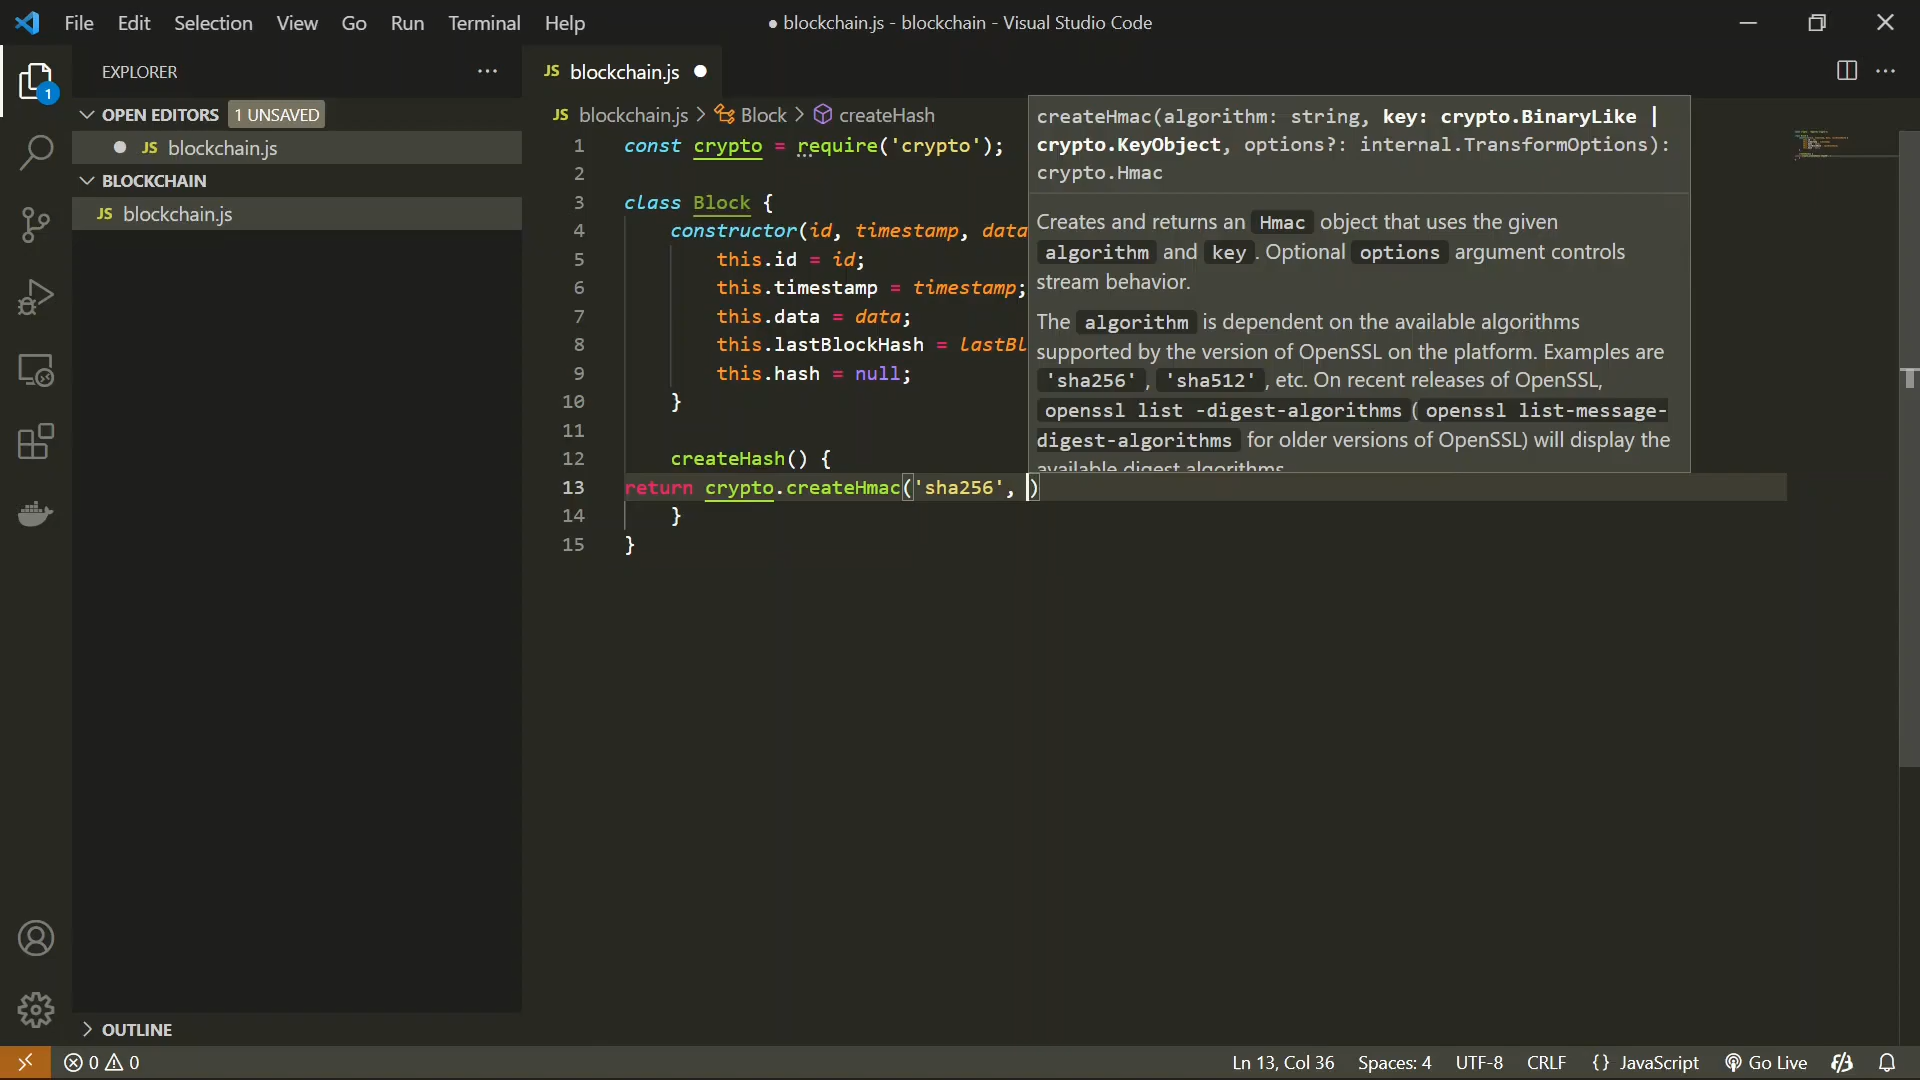 File Edit Selection View Go Run Terminal Help
● blockchain.js - blockchain - Visual Studio Code
EXPLORER
OPEN EDITORS 1 UNSAVED
JS blockchain.js
BLOCKCHAIN
JS blockchain.js
OUTLINE
JS blockchain.js
JS blockchain.js > Block > createHash
1 const crypto = require('crypto');
2
3 class Block {
4 constructor(id, timestamp, data
5 this.id = id;
6 this.timestamp = timestamp;
7 this.data = data;
8 this.lastBlockHash = lastBl
9 this.hash = null;
10 }
11
12 createHash() {
13 return crypto.createHmac('sha256', )
14 }
15 }
createHmac(algorithm: string, key: crypto.BinaryLike |
crypto.KeyObject, options?: internal.TransformOptions):
crypto.Hmac
Creates and returns an Hmac object that uses the given
algorithm and key. Optional options argument controls
stream behavior.
The algorithm is dependent on the available algorithms
supported by the version of OpenSSL on the platform. Examples are
'sha256', 'sha512', etc. On recent releases of OpenSSL,
openssl list -digest-algorithms (openssl list-message-
digest-algorithms for older versions of OpenSSL) will display the
available digest algorithms.
1
0 0
Ln 13, Col 36 Spaces: 4 UTF-8 CRLF {} JavaScript Go Live